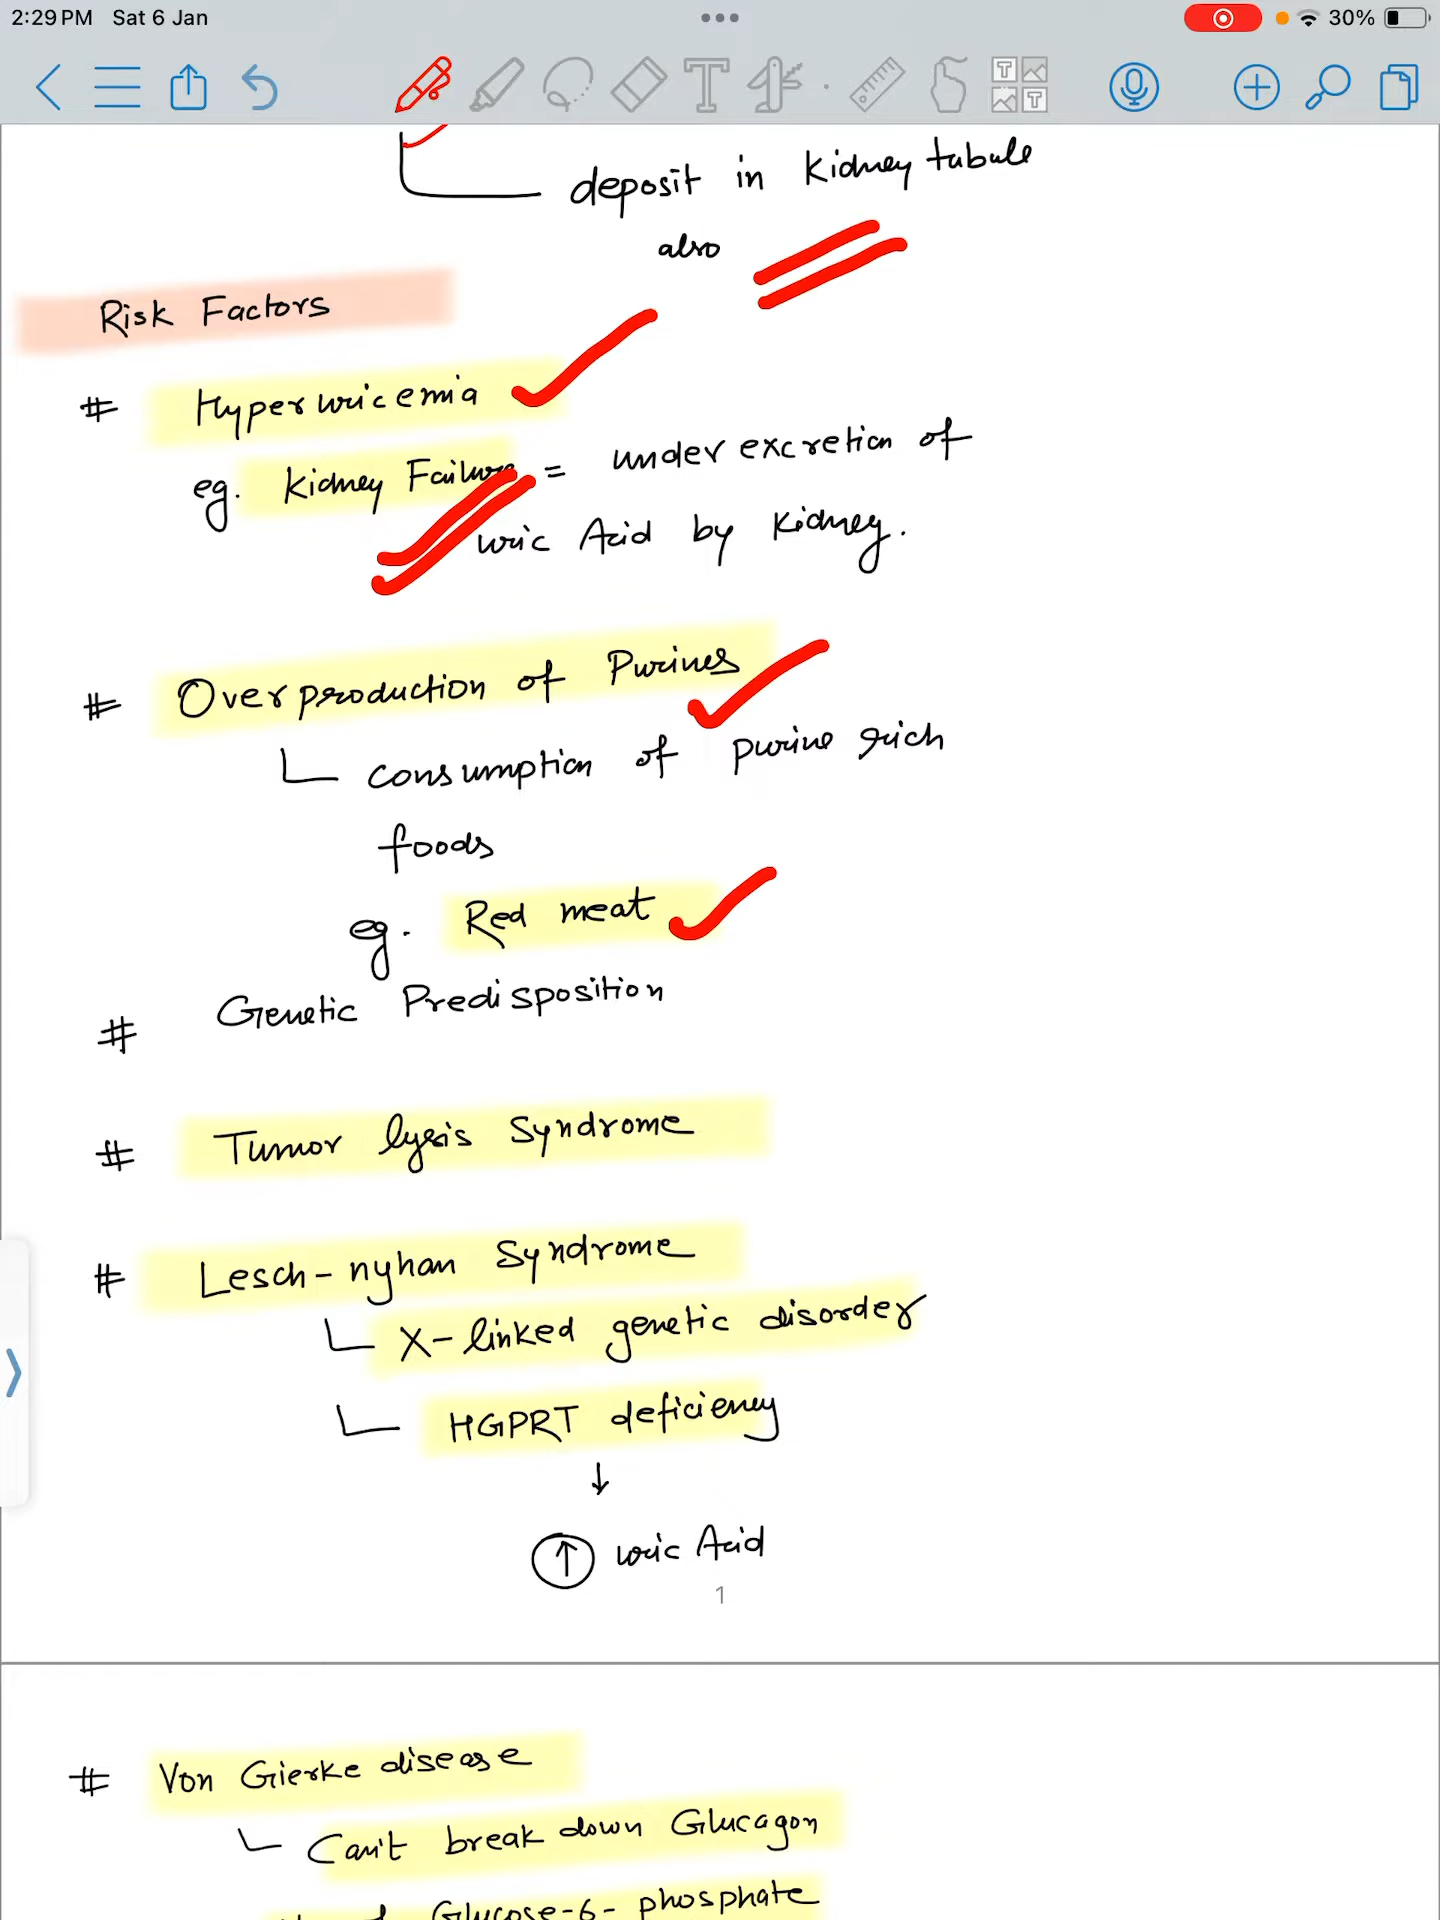 2:29 PM Sat 6 Jan
30%
deposit in Kidney tubule
also
Risk Factors
# Hyperuricemia
eg. Kidney Failure = under excretion of
uric Acid by Kidney.
# Overproduction of Purines
consumption of purine rich
foods
eg. Red meat
# Genetic Predisposition
# Tumor lysis Syndrome
# Lesch-nyhan Syndrome
X-linked genetic disorder
HGPRT deficiency
↓
↑ uric Acid
1
# Von Gierke disease
Can't break down Glucagon
Glucose-6-phosphate